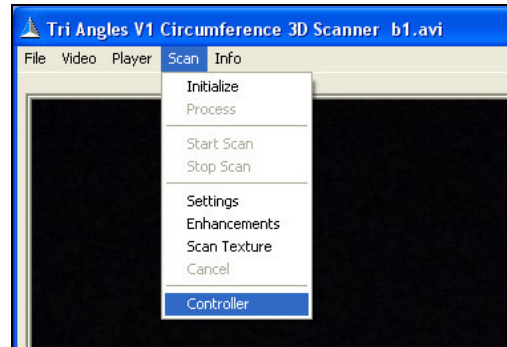 Tri Angles V1 Circumference 3D Scanner b1.avi
File Video Player Scan Info
Initialize
Process
Start Scan
Stop Scan
Settings
Enhancements
Scan Texture
Cancel
Controller